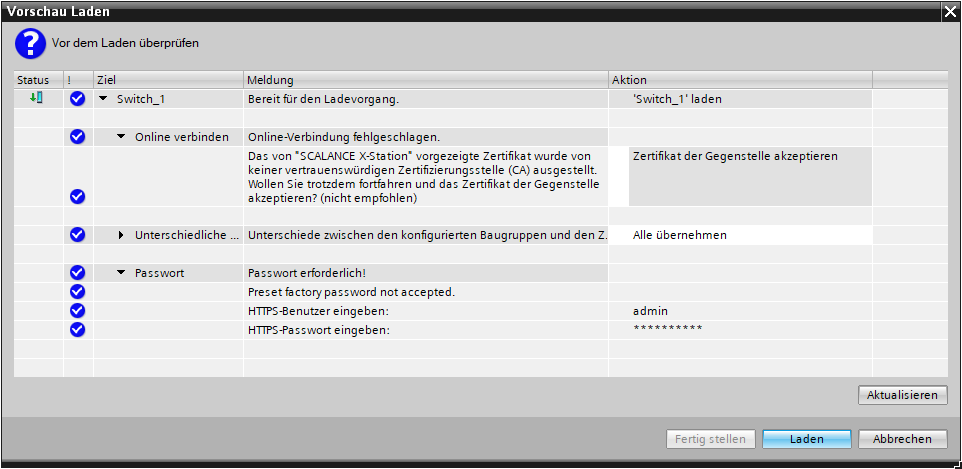 Vorschau Laden
Vor dem Laden überprüfen
Status ! Ziel Meldung Aktion
Switch_1 Bereit für den Ladevorgang. 'Switch_1' laden
Online verbinden Online-Verbindung fehlgeschlagen.
Das von "SCALANCE X-Station" vorgezeigte Zertifikat wurde von Zertifikat der Gegenstelle akzeptieren
keiner vertrauenswürdigen Zertifizierungsstelle (CA) ausgestellt.
Wollen Sie trotzdem fortfahren und das Zertifikat der Gegenstelle
akzeptieren? (nicht empfohlen)
Unterschiedliche ... Unterschiede zwischen den konfigurierten Baugruppen und den Z. Alle übernehmen
Passwort Passwort erforderlich!
Preset factory password not accepted.
HTTPS-Benutzer eingeben: admin
HTTPS-Passwort eingeben: **********
Aktualisieren
Fertig stellen Laden Abbrechen